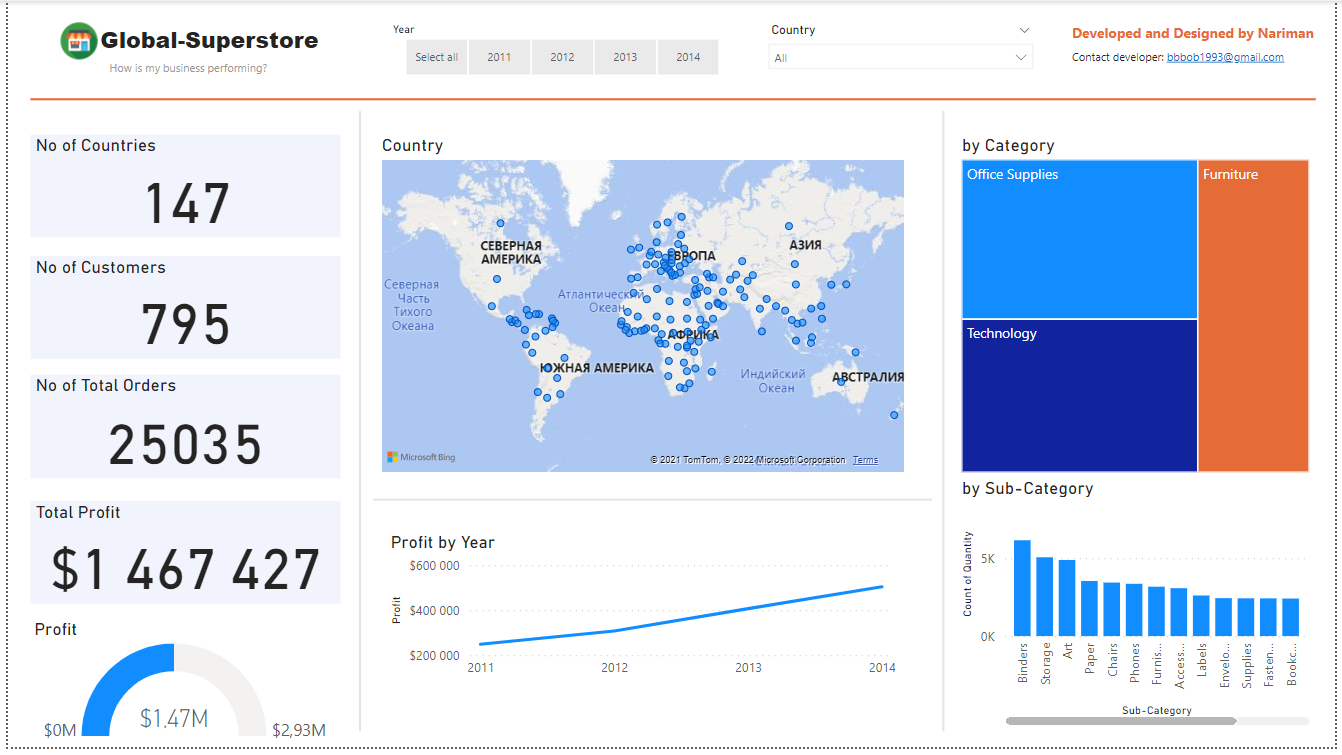 Global-Superstore
How is my business performing?
Year
Select all 2011 2012 2013 2014
Country
All
Developed and Designed by Nariman
Contact developer: bbbob1993@gmail.com
No of Countries
147
No of Customers
795
No of Total Orders
25035
Total Profit
$1 467 427
Profit
$1,47M
$0M
$2,93M
Country
СЕВЕРНАЯ
АМЕРИКА
ЕВРОПА
АЗИЯ
Северная
Часть
Тихого
Океана
Атлантический
Океан
АФРИКА
ЮЖНАЯ АМЕРИКА
Индийский
Океан
АВСТРАЛИЯ
Microsoft Bing
© 2021 TomTom, © 2022 Microsoft Corporation Terms
Profit by Year
Profit
$600 000
$400 000
$200 000
2011 2012 2013 2014
by Category
Office Supplies
Furniture
Technology
by Sub-Category
Count of Quantity
5K
0K
Binders
Storage
Art
Paper
Chairs
Phones
Furnis...
Access...
Labels
Envelo...
Supplies
Fasten...
Bookc...
Sub-Category